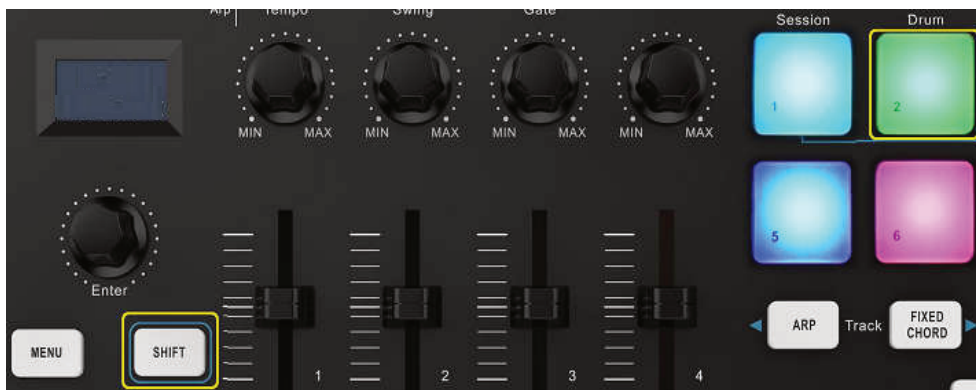 Arp
Tempo
Swing
Gate
Session
Drum
MIN MAX
MIN MAX
MIN MAX
MIN MAX
1
2
5
6
Enter
MENU
SHIFT
ARP
Track
FIXED
CHORD
1
2
3
4